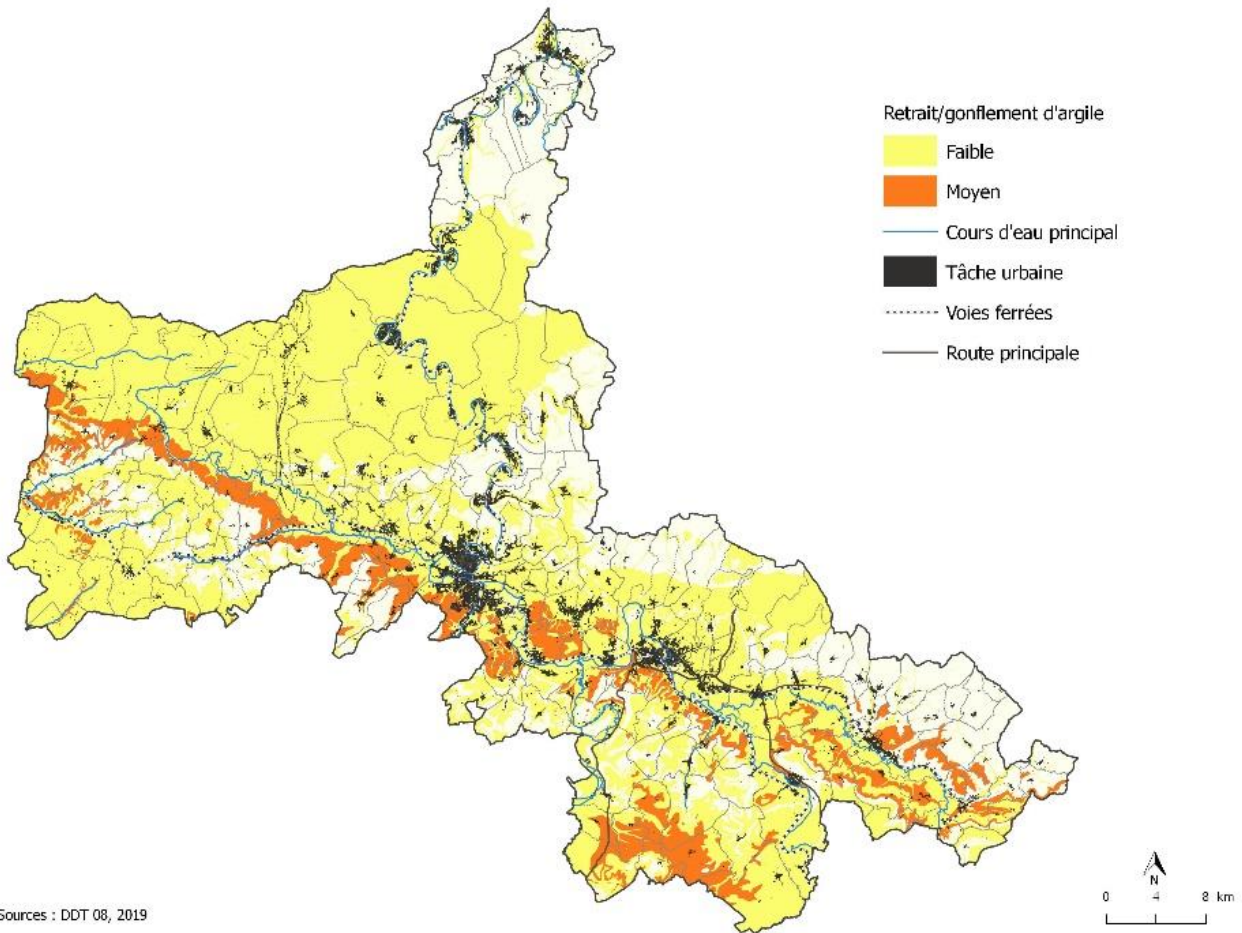 Retrait/gonflement d'argile
Faible
Moyen
Cours d'eau principal
Tâche urbaine
Voies ferrées
Route principale
N
0 4 8 km
Sources : DDT 08, 2019